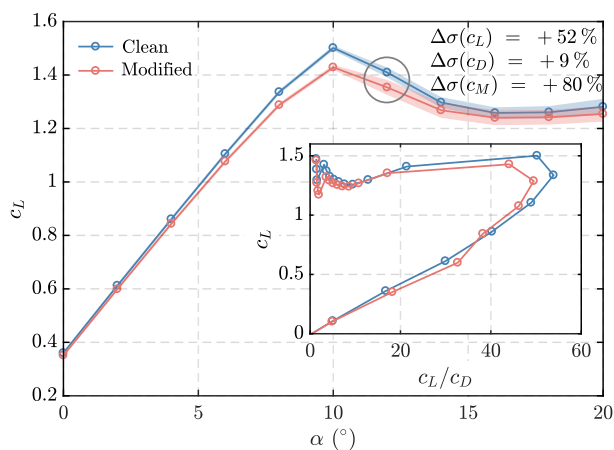 Clean
Modified
Δσ(c_L) = +52 %
Δσ(c_D) = +9 %
Δσ(c_M) = +80 %
1.6
1.4
1.2
1
0.8
0.6
0.4
0.2
c_L
0
5
10
15
20
α (°)
1.5
1
0.5
0
c_L
0
20
40
60
c_L/c_D